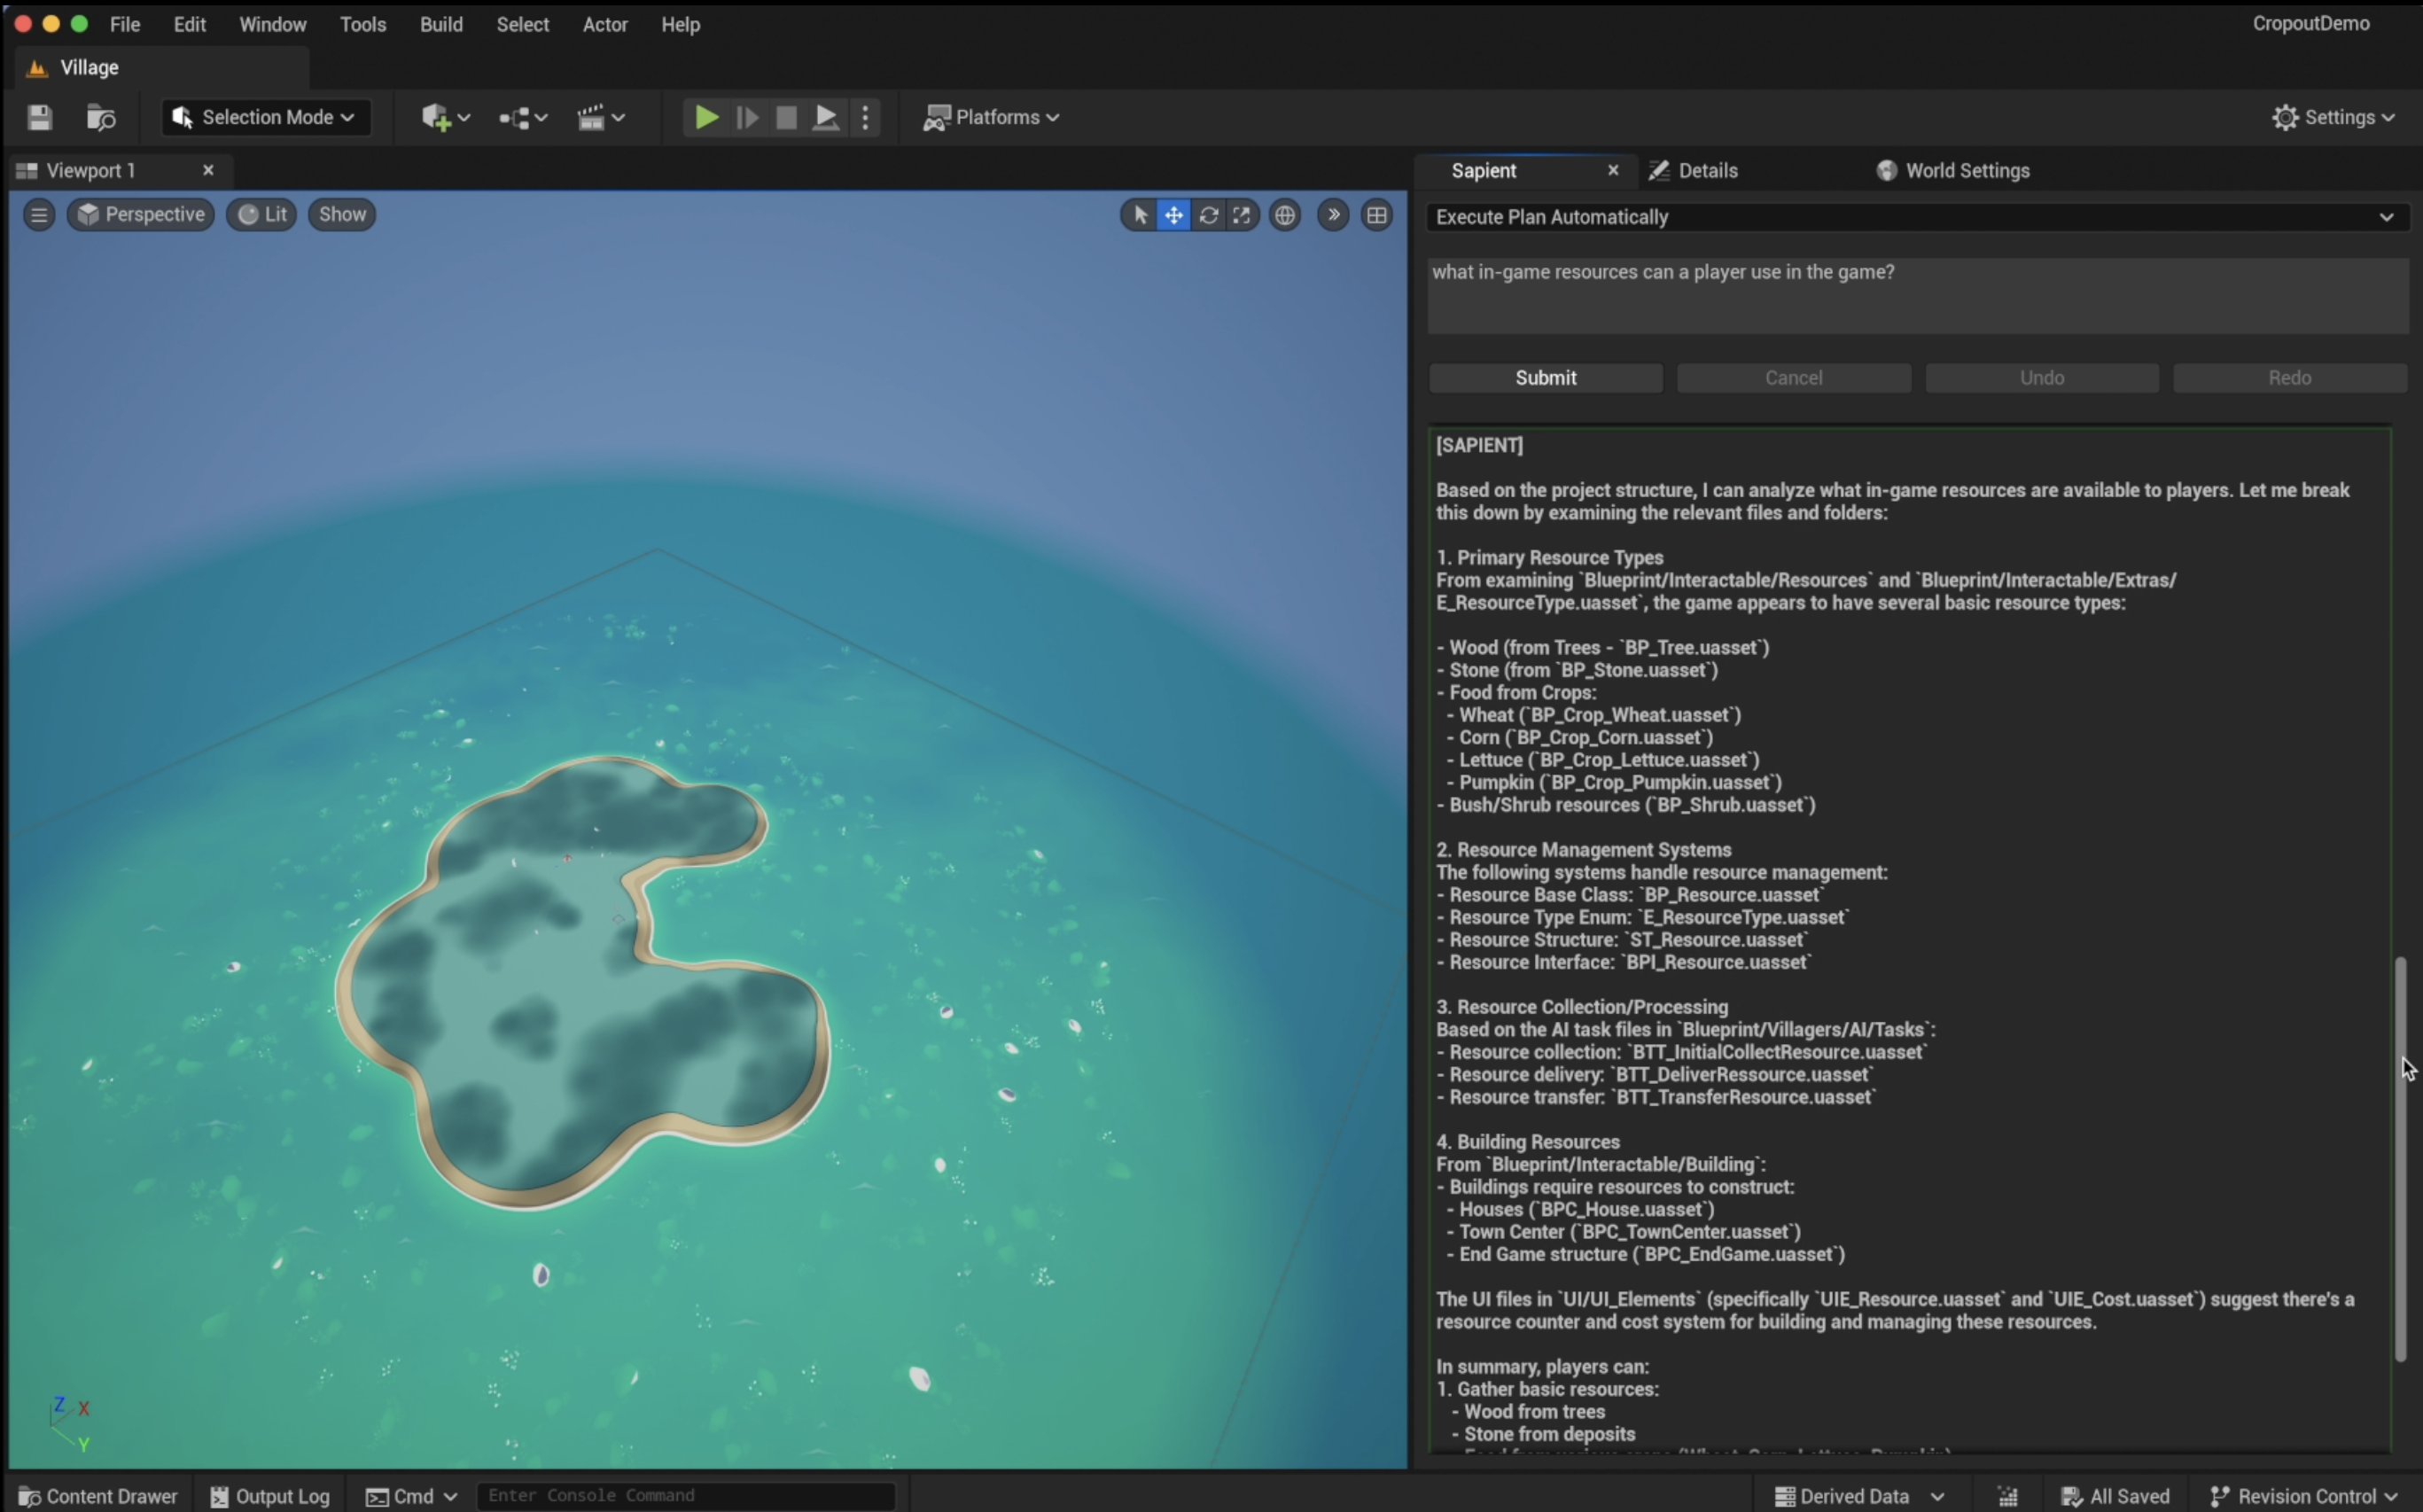 File Edit Window Tools Build Select Actor Help CropoutDemo
Village
Selection Mode Platforms Settings
Viewport 1 Sapient Details World Settings
Perspective Lit Show
Execute Plan Automatically
what in-game resources can a player use in the game?
Submit Cancel Undo Redo
[SAPIENT]
Based on the project structure, I can analyze what in-game resources are available to players. Let me break
this down by examining the relevant files and folders:
1. Primary Resource Types
From examining `Blueprint/Interactable/Resources` and `Blueprint/Interactable/Extras/
E_ResourceType.uasset`, the game appears to have several basic resource types:
- Wood (from Trees - `BP_Tree.uasset`)
- Stone (from `BP_Stone.uasset`)
- Food from Crops:
- Wheat (`BP_Crop_Wheat.uasset`)
- Corn (`BP_Crop_Corn.uasset`)
- Lettuce (`BP_Crop_Lettuce.uasset`)
- Pumpkin (`BP_Crop_Pumpkin.uasset`)
- Bush/Shrub resources (`BP_Shrub.uasset`)
2. Resource Management Systems
The following systems handle resource management:
- Resource Base Class: `BP_Resource.uasset`
- Resource Type Enum: `E_ResourceType.uasset`
- Resource Structure: `ST_Resource.uasset`
- Resource Interface: `BPI_Resource.uasset`
3. Resource Collection/Processing
Based on the AI task files in `Blueprint/Villagers/AI/Tasks`:
- Resource collection: `BTT_InitialCollectResource.uasset`
- Resource delivery: `BTT_DeliverRessource.uasset`
- Resource transfer: `BTT_TransferResource.uasset`
4. Building Resources
From `Blueprint/Interactable/Building`:
- Buildings require resources to construct:
- Houses (`BPC_House.uasset`)
- Town Center (`BPC_TownCenter.uasset`)
- End Game structure (`BPC_EndGame.uasset`)
The UI files in `UI/UI_Elements` (specifically `UIE_Resource.uasset` and `UIE_Cost.uasset`) suggest there's a
resource counter and cost system for building and managing these resources.
In summary, players can:
1. Gather basic resources:
- Wood from trees
- Stone from deposits
Z X
Y
Content Drawer Output Log Cmd Enter Console Command Derived Data All Saved Revision Control